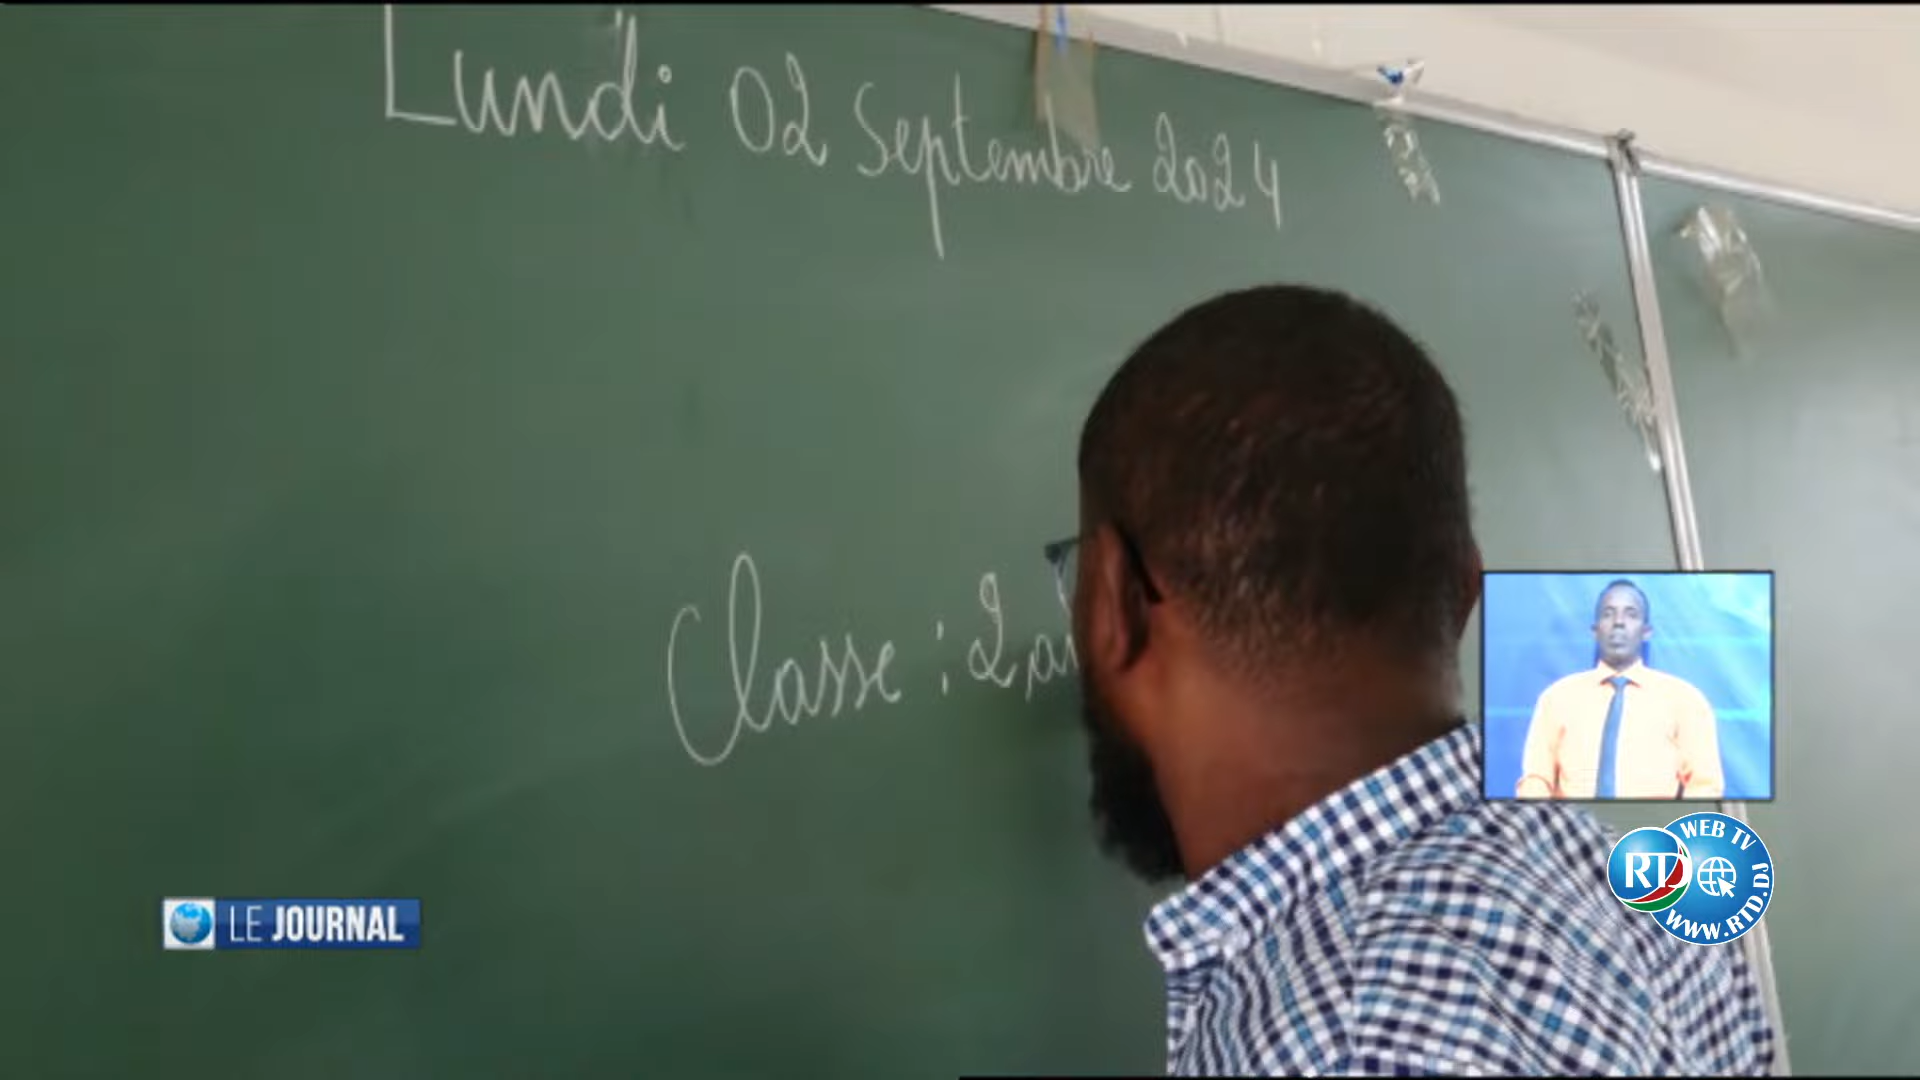 Lundi 02 Septembre 2024
Classe : 2
LE JOURNAL
WEB TV
RTD
WWW.RTD.DJ